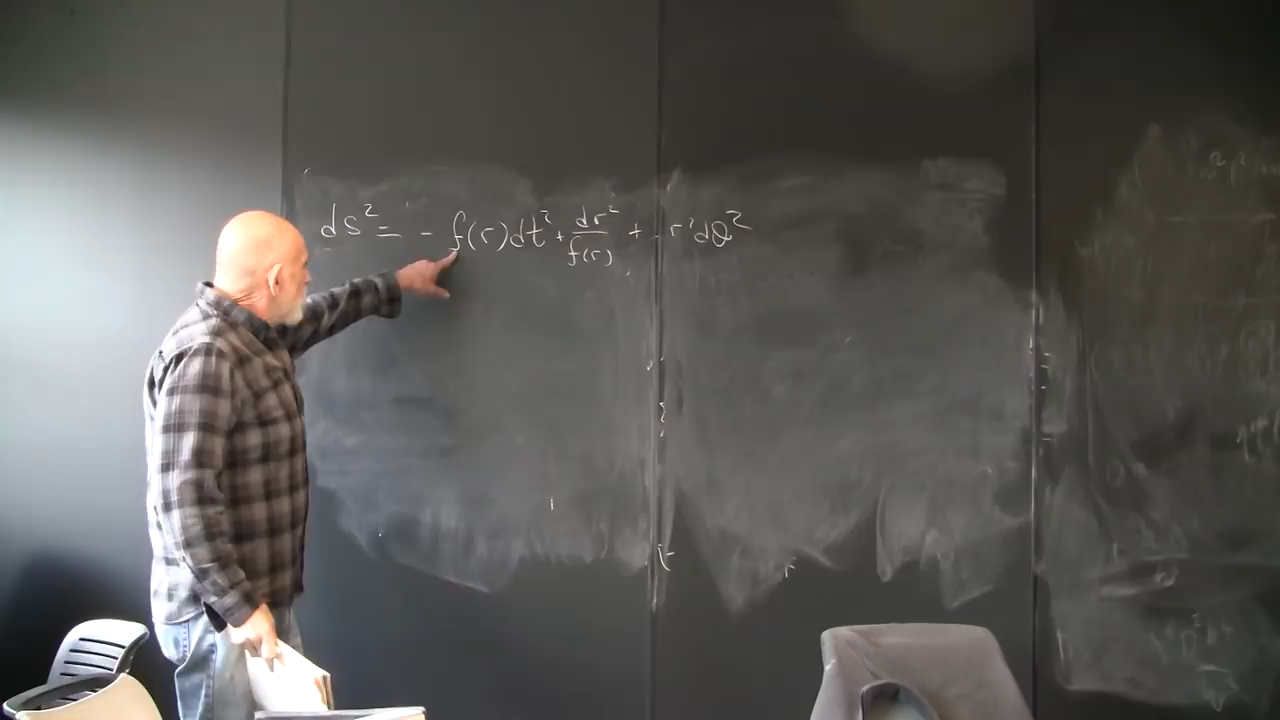 ds² = - f(r)dt² + dr²/f(r) + r²dΩ²